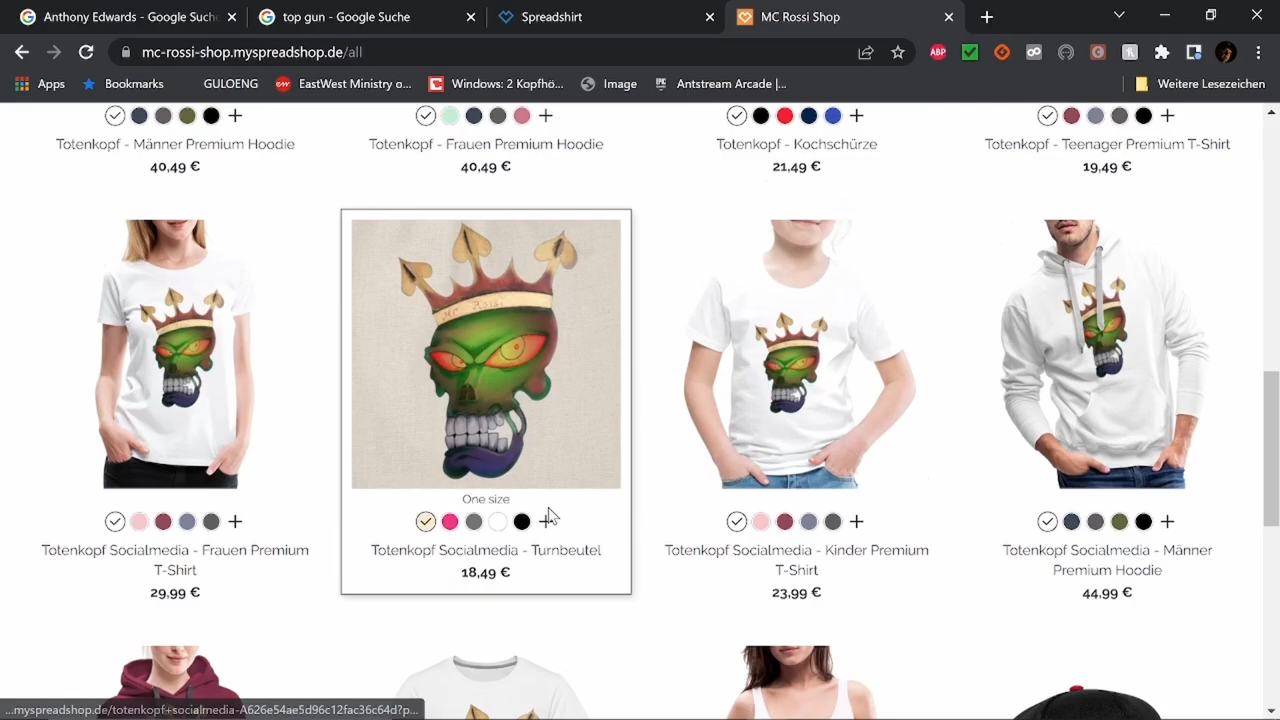 Anthony Edwards - Google Suche
top gun - Google Suche
Spreadshirt
MC Rossi Shop
mc-rossi-shop.myspreadshop.de/all
Apps
Bookmarks
GULOENG
EastWest Ministry o...
Windows: 2 Kopfho...
Image
Antstream Arcade |...
Weitere Lesezeichen
Totenkopf - Männer Premium Hoodie
40,49 €
Totenkopf - Frauen Premium Hoodie
40,49 €
Totenkopf - Kochschürze
21,49 €
Totenkopf - Teenager Premium T-Shirt
19,49 €
MC Rossi
One size
Totenkopf Socialmedia - Frauen Premium
T-Shirt
29,99 €
Totenkopf Socialmedia - Turnbeutel
18,49 €
Totenkopf Socialmedia - Kinder Premium
T-Shirt
23,99 €
Totenkopf Socialmedia - Männer
Premium Hoodie
44,99 €
...myspreadshop.de/totenkopf+socialmedia-A626e54ae5d96c12fac36c64d?p...